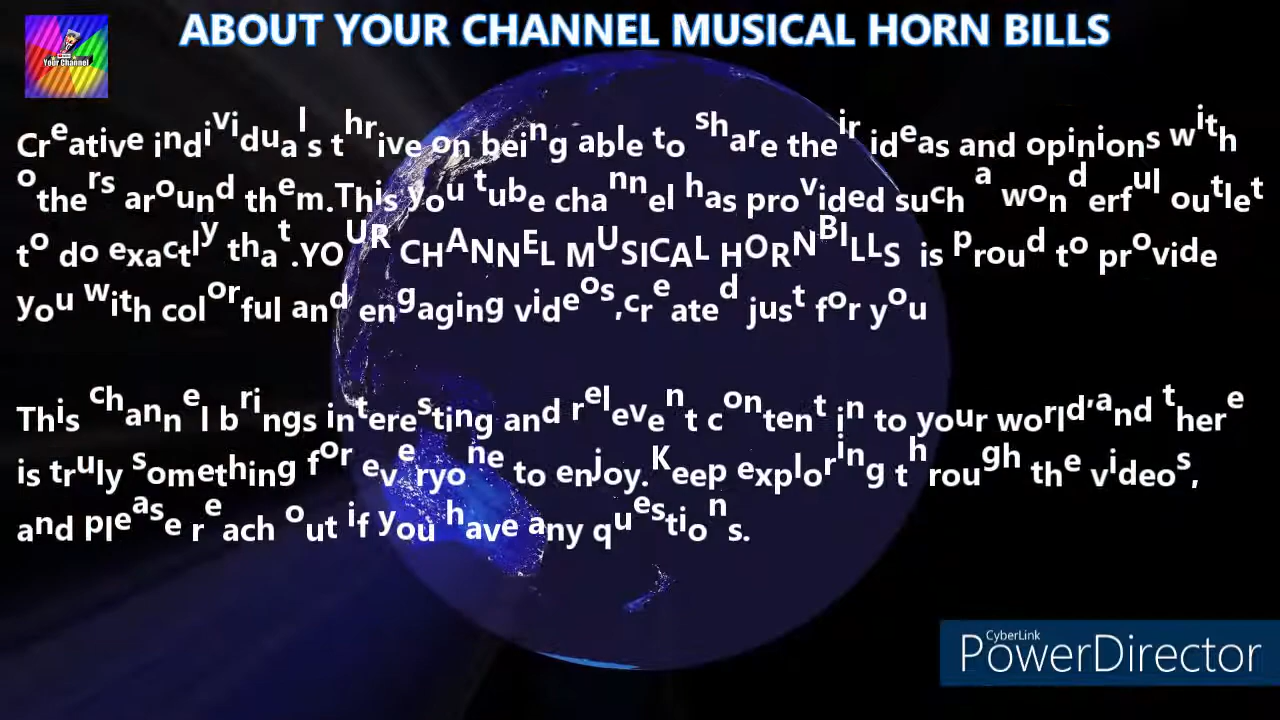 ABOUT YOUR CHANNEL MUSICAL HORN BILLS
Your Channel
Creative individuals thrive on being able to share their ideas and opinions with
others around them.This you tube channel has provided such a wonderful outlet
to do exactly that.YOUR CHANNEL MUSICAL HORNBILLS is proud to provide
you with colorful and engaging videos,created just for you
This channel brings interesting and relevent content in to your world'and there
is truly something for everyone to enjoy.Keep exploring through the videos,
and please reach out if you have any questions.
CyberLink
PowerDirector